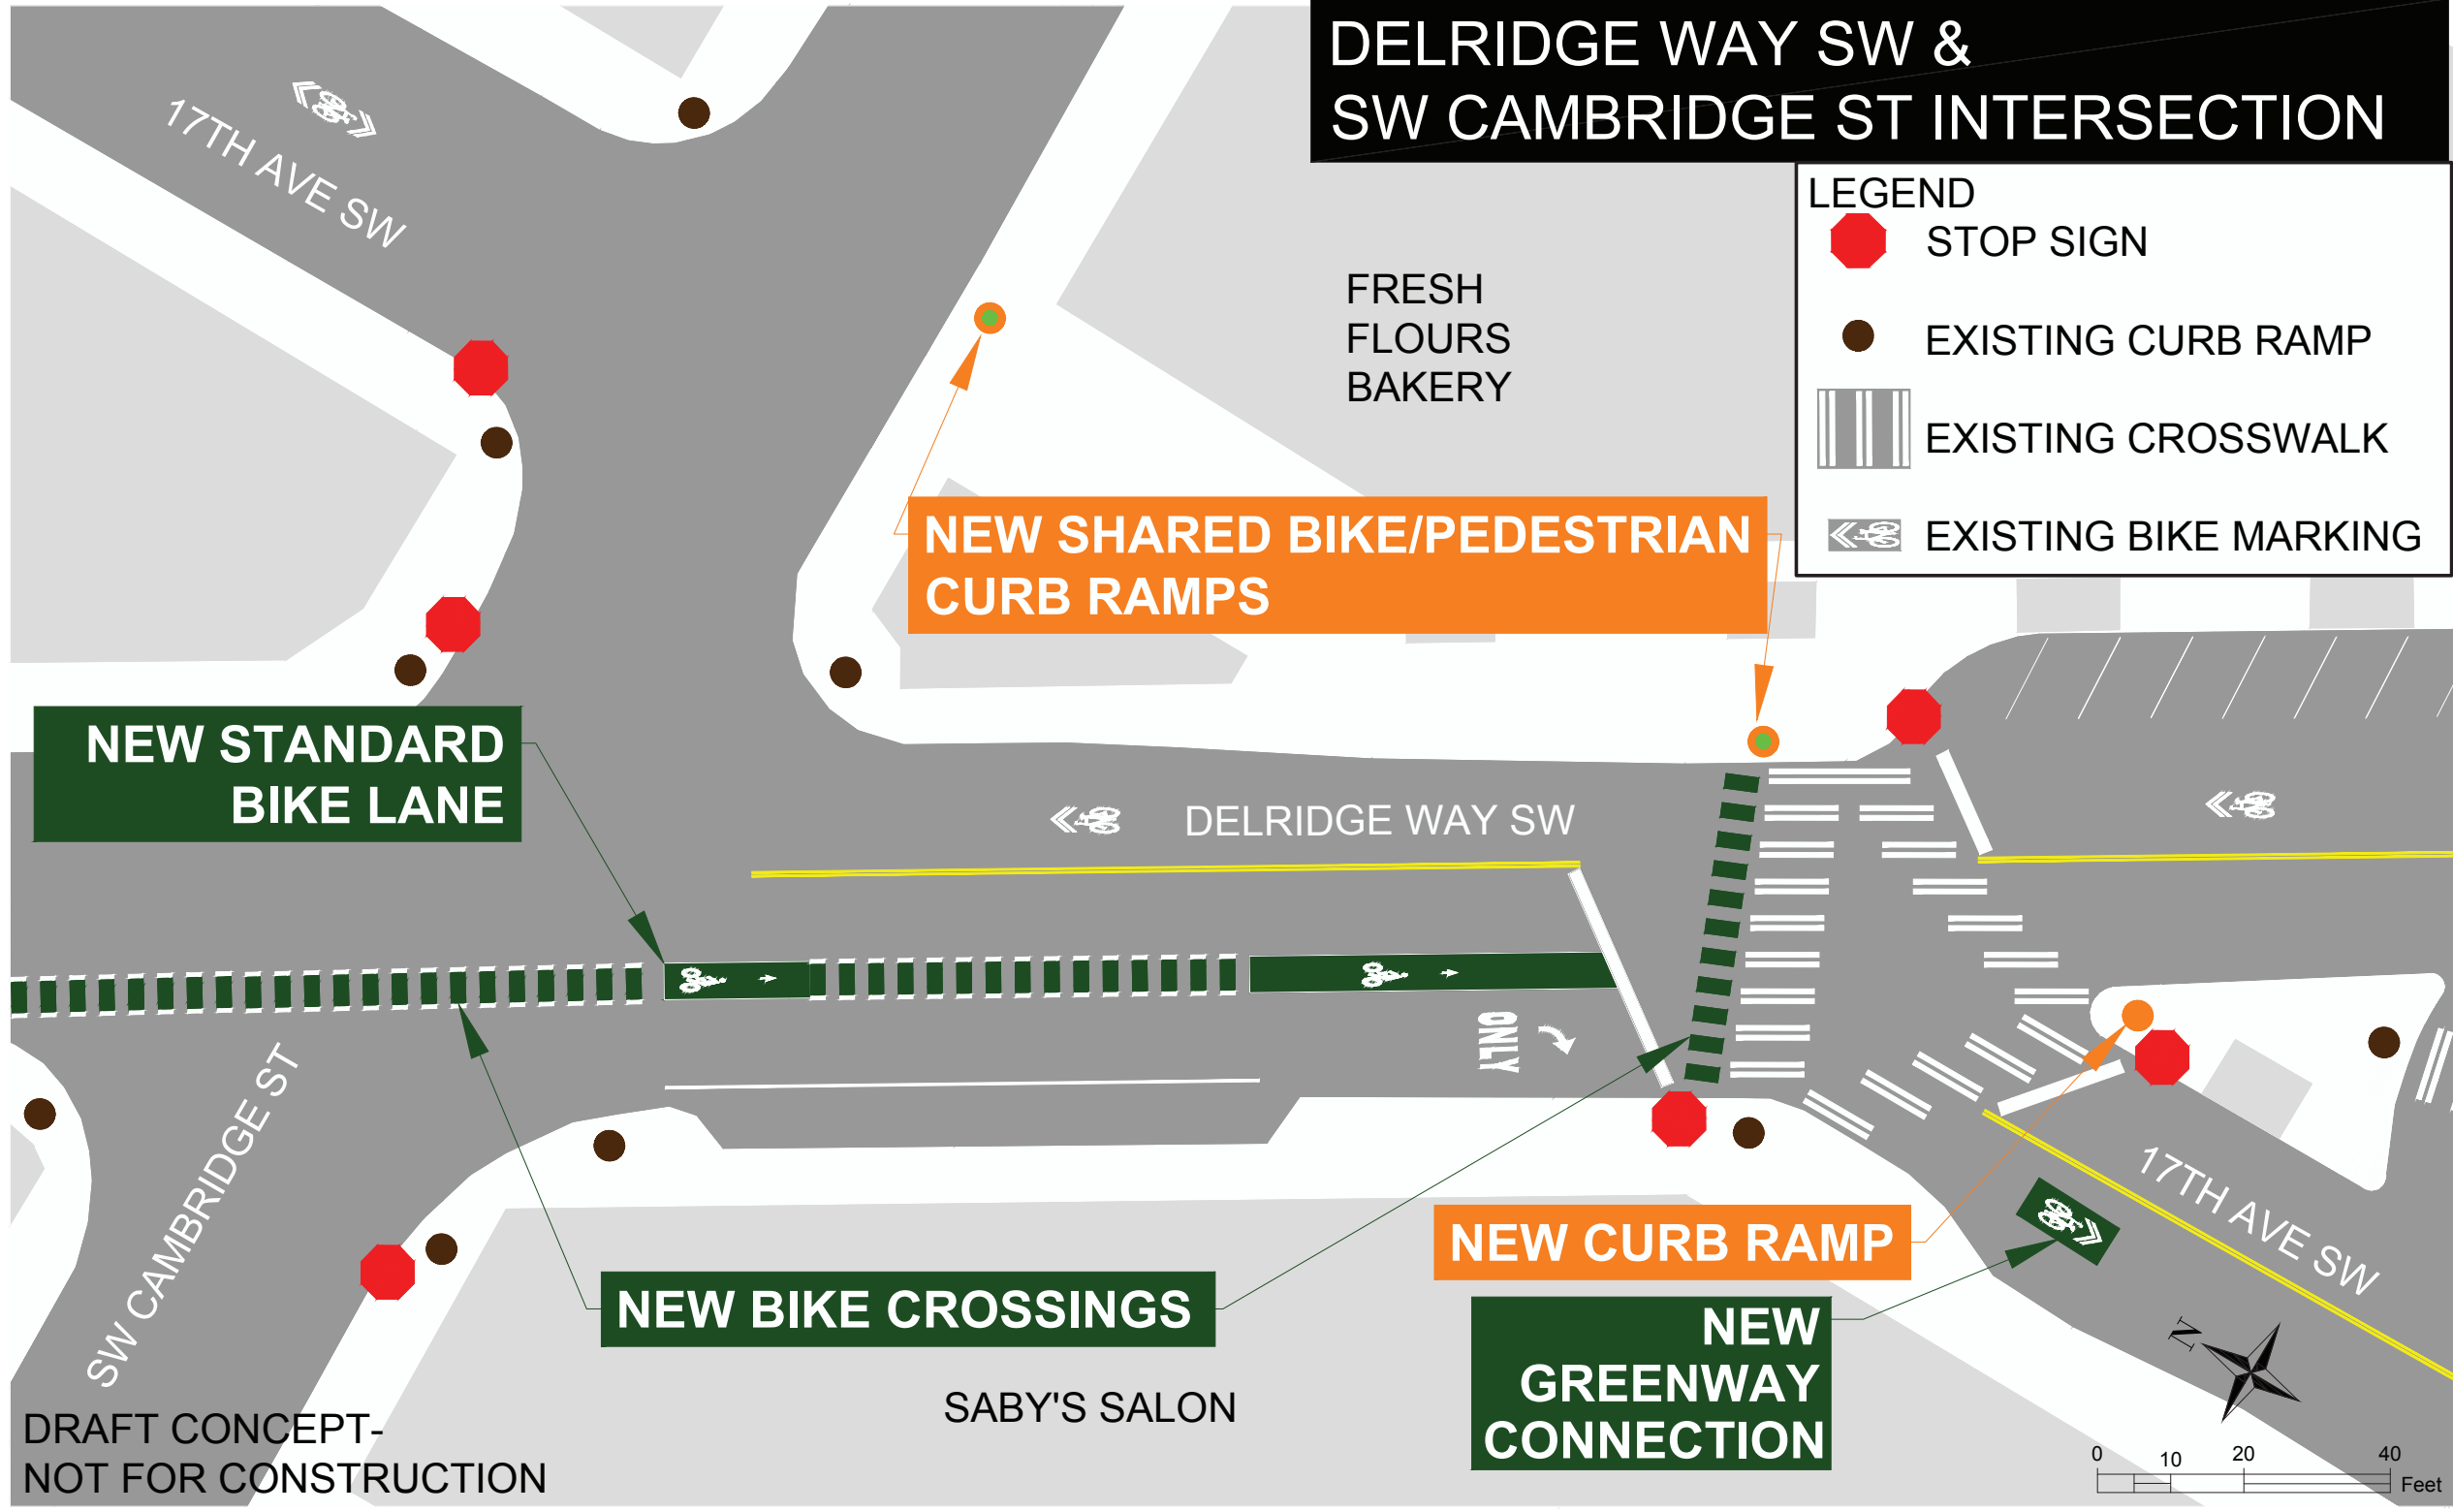 DELRIDGE WAY SW &
SW CAMBRIDGE ST INTERSECTION
LEGEND
STOP SIGN
EXISTING CURB RAMP
EXISTING CROSSWALK
EXISTING BIKE MARKING
17TH AVE SW
FRESH
FLOURS
BAKERY
NEW SHARED BIKE/PEDESTRIAN
CURB RAMPS
NEW STANDARD
BIKE LANE
DELRIDGE WAY SW
ONLY
SW CAMBRIDGE ST
17TH AVE SW
NEW CURB RAMP
NEW BIKE CROSSINGS
NEW
GREENWAY
CONNECTION
SABY'S SALON
DRAFT CONCEPT-
NOT FOR CONSTRUCTION
N
0 10 20 40
Feet